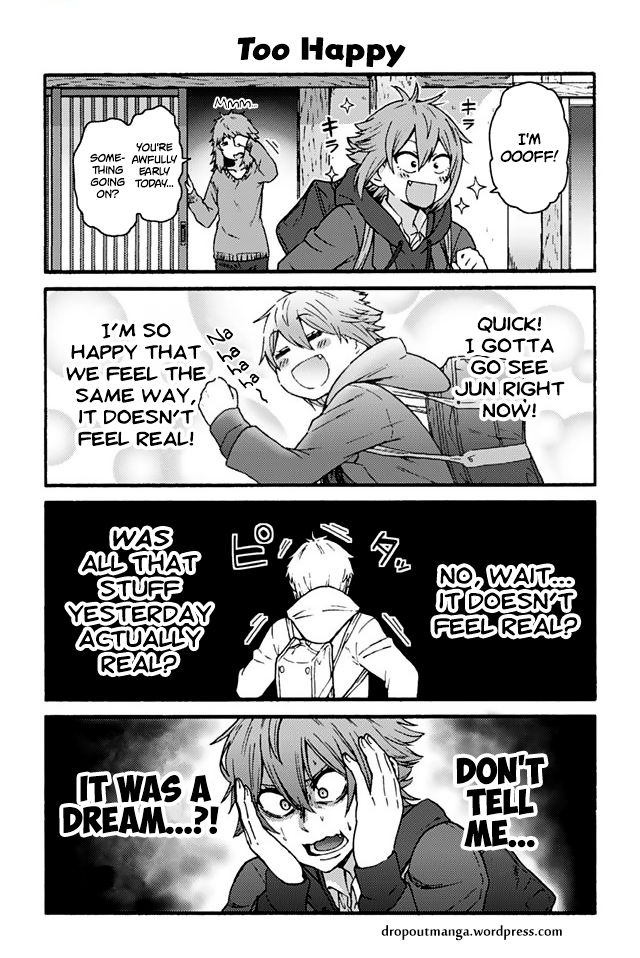 Too Happy
I'M
OOOFF!
キラ
キラ
Mmm...
YOU'RE
AWFULLY
EARLY
TODAY...
SOME-
THING
GOING
ON?
QUICK!
I GOTTA
GO SEE
JUN RIGHT
NOW!
Na
ha ha ha
ha~
I'M SO
HAPPY THAT
WE FEEL THE
SAME WAY,
IT DOESN'T
FEEL REAL!
NO, WAIT...
IT DOESN'T
FEEL REAL?
ピタッ
WAS
ALL THAT
STUFF
YESTERDAY
ACTUALLY
REAL?
DON'T
TELL
ME...
IT WAS A
DREAM...?!
dropoutmanga.wordpress.com